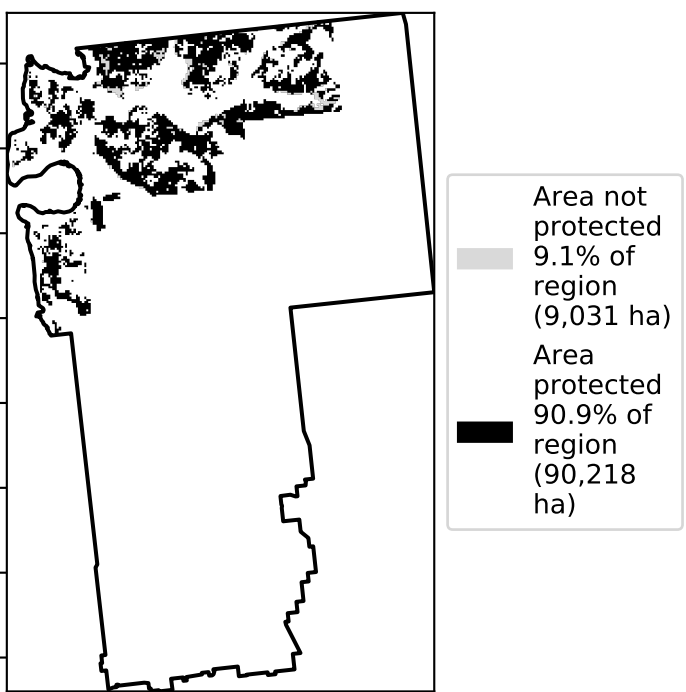 Area not
protected
9.1% of
region
(9,031 ha)
Area
protected
90.9% of
region
(90,218
ha)